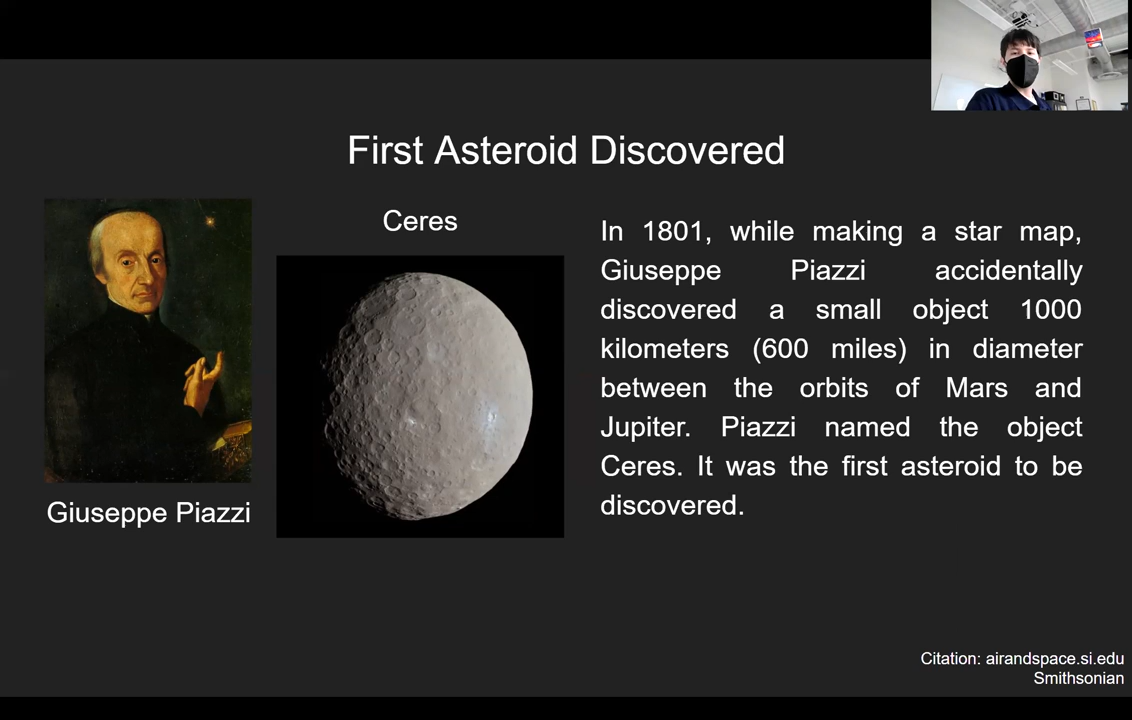 First Asteroid Discovered
Ceres
Giuseppe Piazzi
In 1801, while making a star map,
Giuseppe Piazzi accidentally
discovered a small object 1000
kilometers (600 miles) in diameter
between the orbits of Mars and
Jupiter. Piazzi named the object
Ceres. It was the first asteroid to be
discovered.
Citation: airandspace.si.edu
Smithsonian